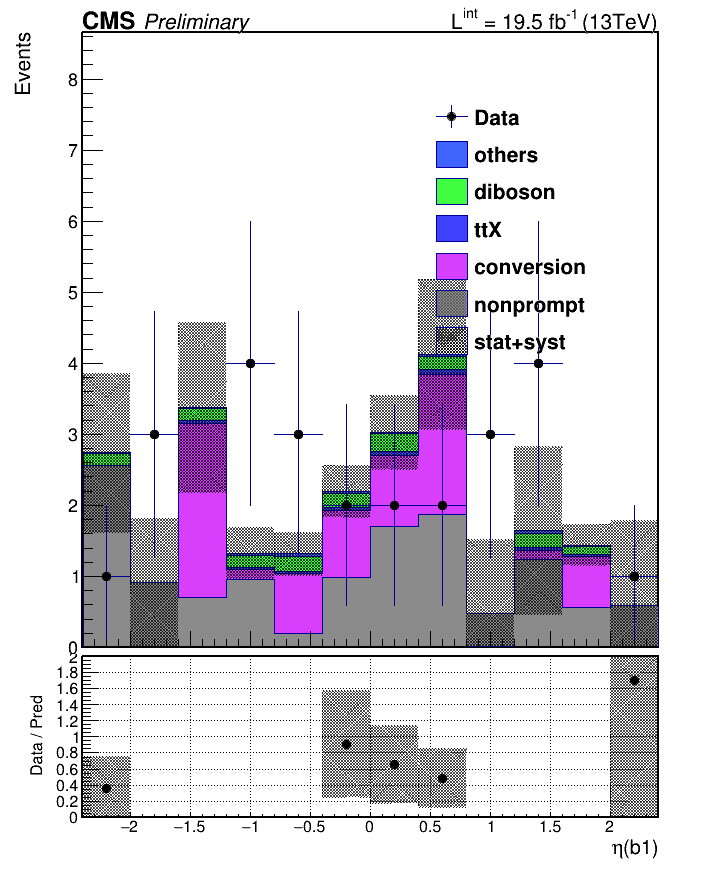 CMS Preliminary L^int = 19.5 fb^-1 (13TeV)
Events
8
7
6
5
4
3
2
1
0
Data
others
diboson
ttX
conversion
nonprompt
stat+syst
Data / Pred
2
1.8
1.6
1.4
1.2
1
0.8
0.6
0.4
0.2
0
−2 −1.5 −1 −0.5 0 0.5 1 1.5 2
η(b1)